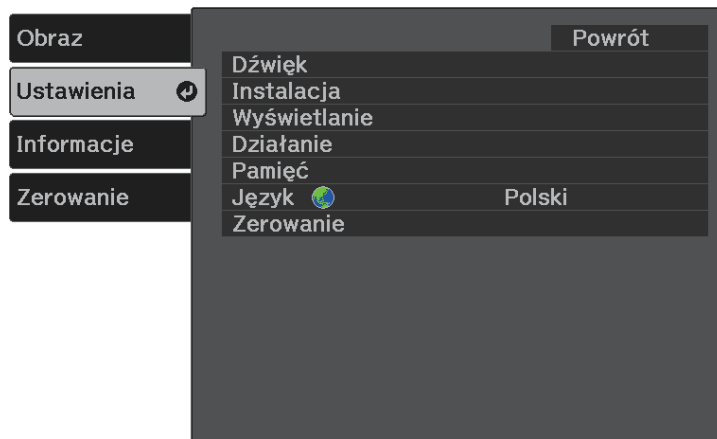 Obraz
Ustawienia
Informacje
Zerowanie
Powrót
Dźwięk
Instalacja
Wyświetlanie
Działanie
Pamięć
Język Polski
Zerowanie